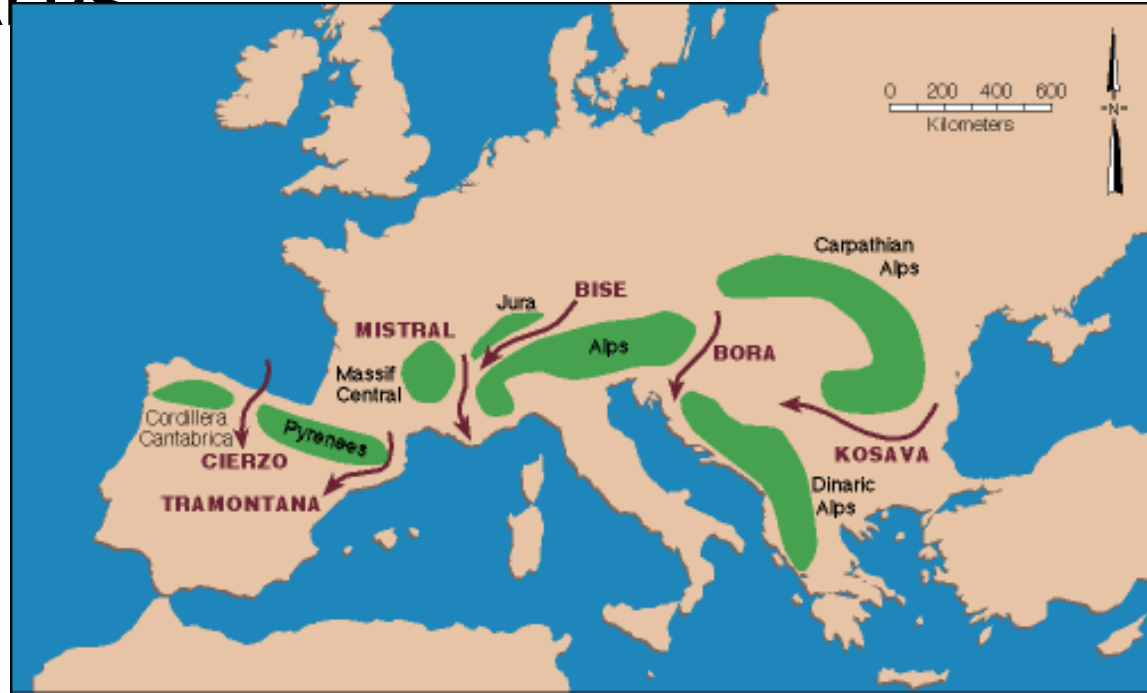 0 200 400 600
Kilometers
-N-
Carpathian
Alps
BISE
Jura
MISTRAL
Alps
BORA
Massif
Central
Cordillera
Cantabrica
Pyrenees
CIERZO
KOSAVA
TRAMONTANA
Dinaric
Alps